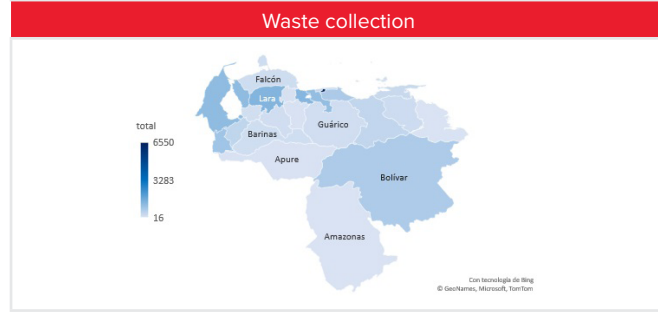 Waste collection
Falcón
Lara
total
Guárico
6550
Barinas
Apure
3283
Bolívar
16
Amazonas
Con tecnología de Bing
© GeoNames, Microsoft, TomTom